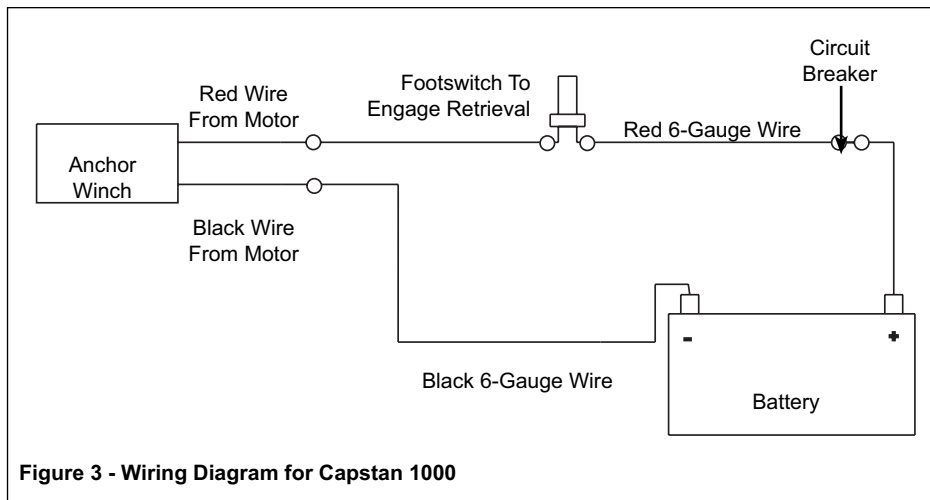 Circuit
Breaker
Footswitch To
Engage Retrieval
Red Wire
From Motor
Red 6-Gauge Wire
Anchor
Winch
Black Wire
From Motor
- +
Black 6-Gauge Wire
Battery
Figure 3 - Wiring Diagram for Capstan 1000